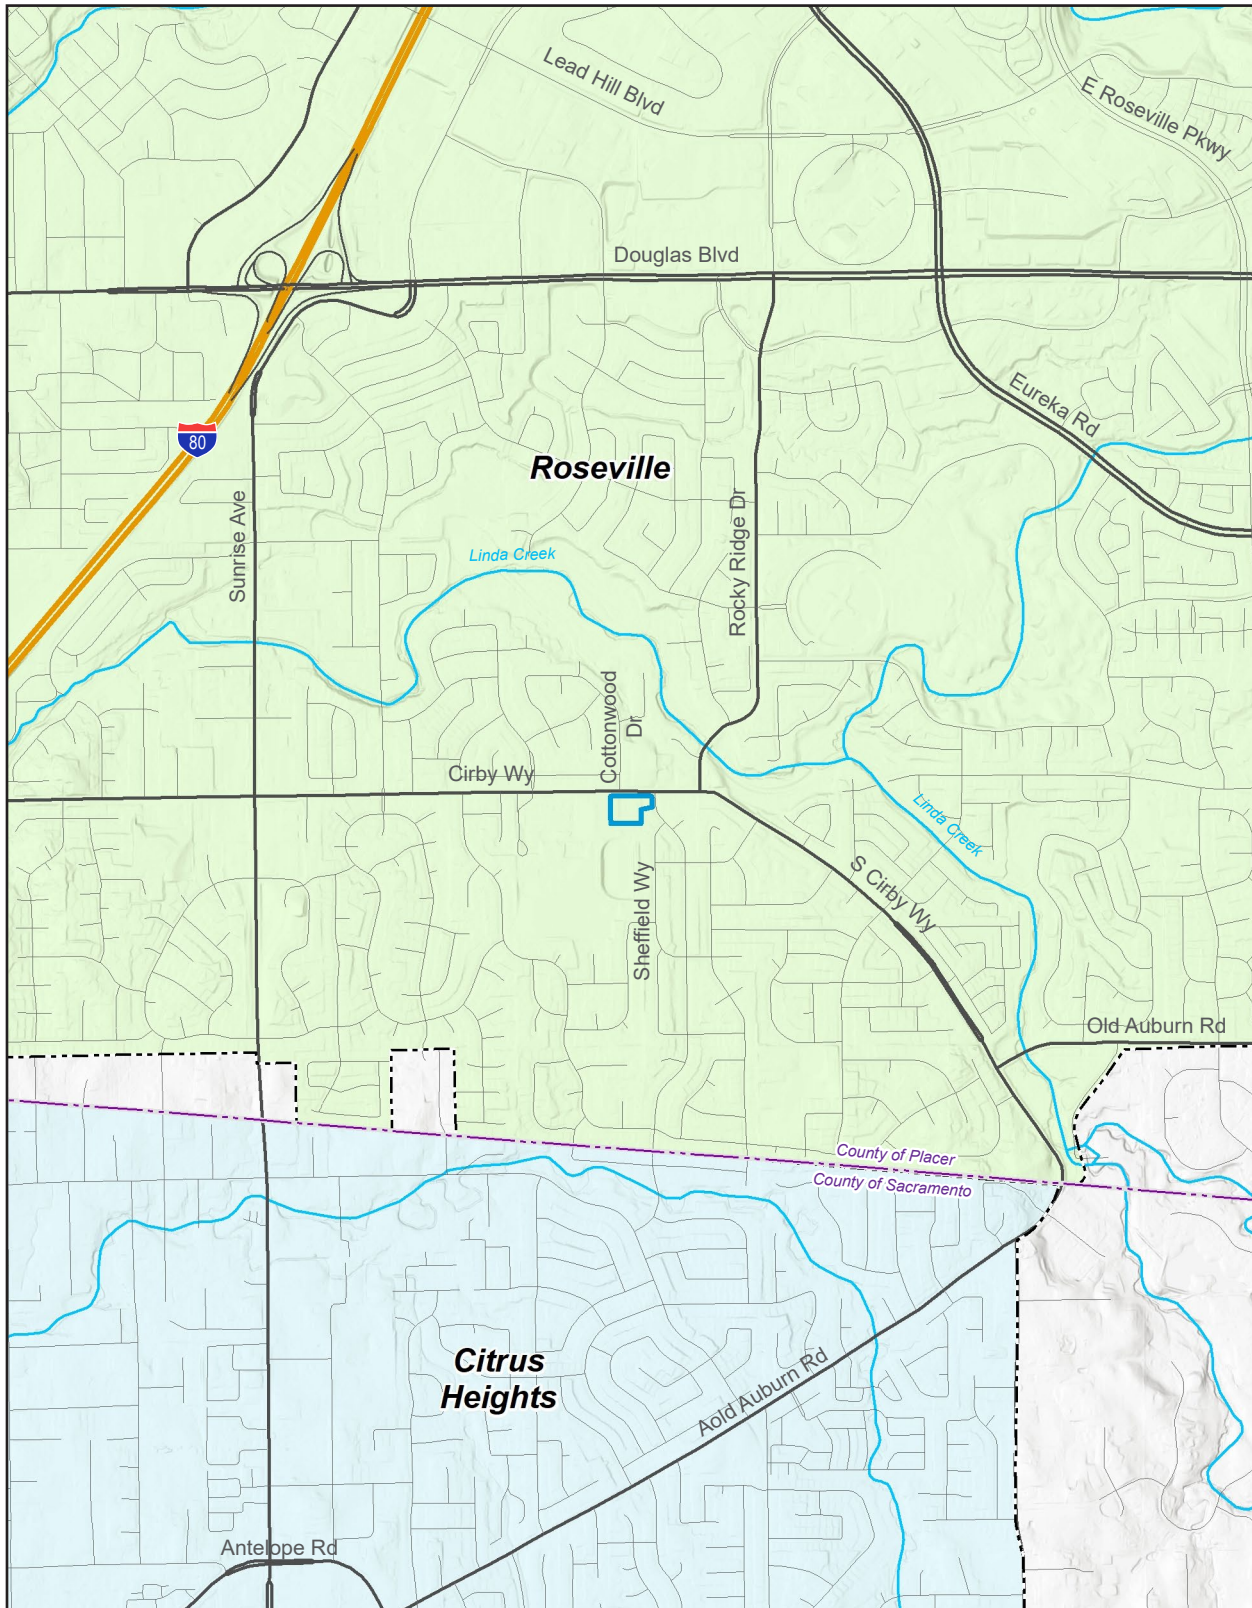 Lead Hill Blvd
E Roseville Pkwy
Douglas Blvd
Eureka Rd
80
Roseville
Sunrise Ave
Rocky Ridge Dr
Linda Creek
Cottonwood
Dr
Cirby Wy
Linda Creek
S Cirby Wy
Sheffield Wy
Old Auburn Rd
County of Placer
County of Sacramento
Citrus
Heights
Aold Auburn Rd
Antelope Rd